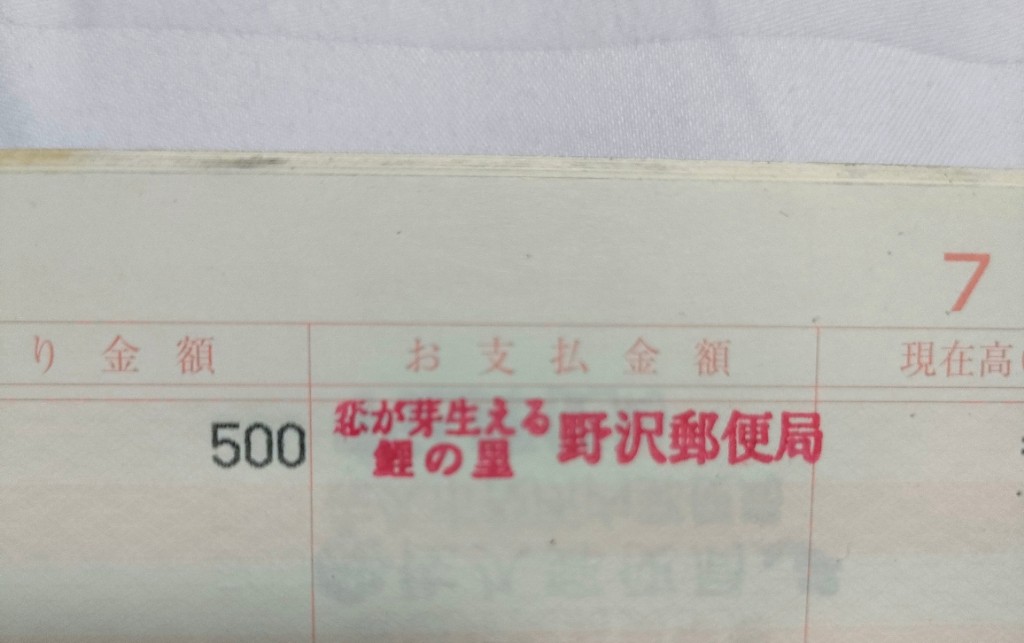 7
り金額 お支払金額 現在高
500 恋が芽生える 野沢郵便局
鯉の里